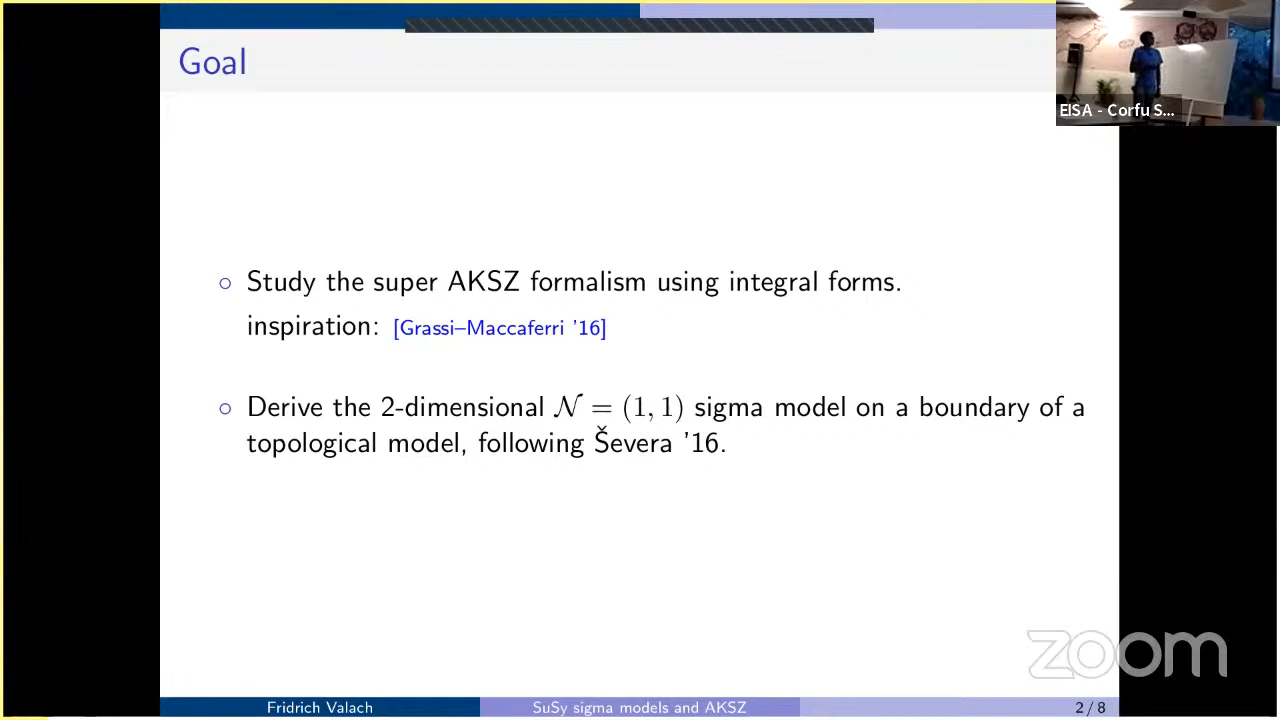 Goal
EISA - Corfu S...
○ Study the super AKSZ formalism using integral forms.
inspiration: [Grassi–Maccaferri '16]
○ Derive the 2-dimensional 𝒩 = (1, 1) sigma model on a boundary of a
topological model, following Ševera '16.
zoom
Fridrich Valach
SuSy sigma models and AKSZ
2 / 8